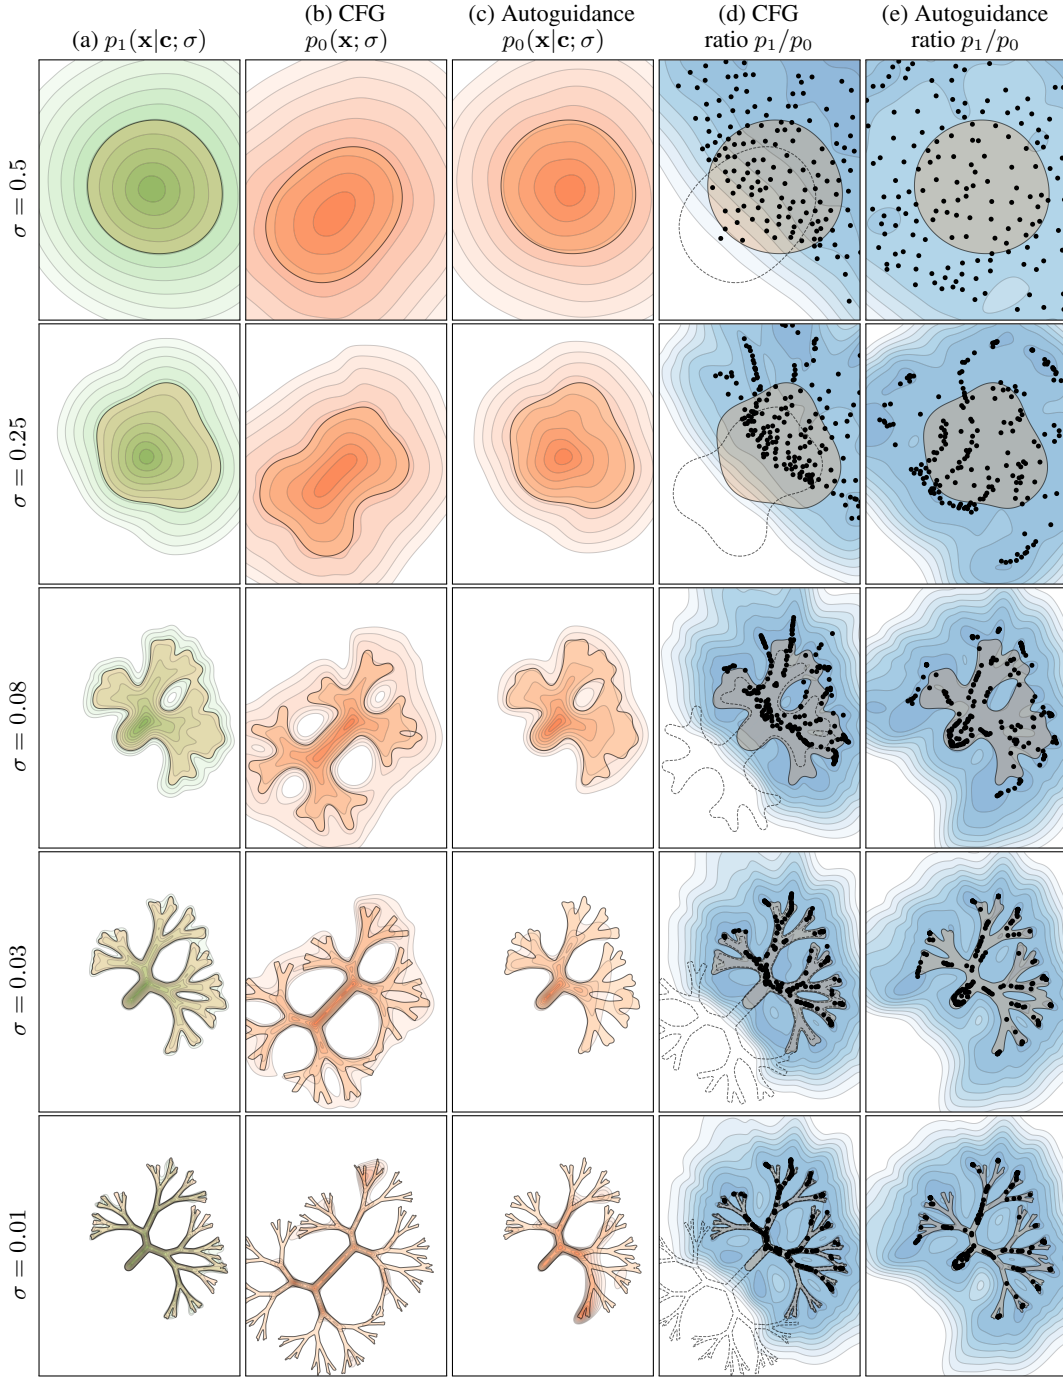 (b) CFG (c) Autoguidance (d) CFG (e) Autoguidance
(a) p₁(𝐱|𝐜; σ) p₀(𝐱; σ) p₀(𝐱|𝐜; σ) ratio p₁/p₀ ratio p₁/p₀
σ = 0.5
σ = 0.25
σ = 0.08
σ = 0.03
σ = 0.01